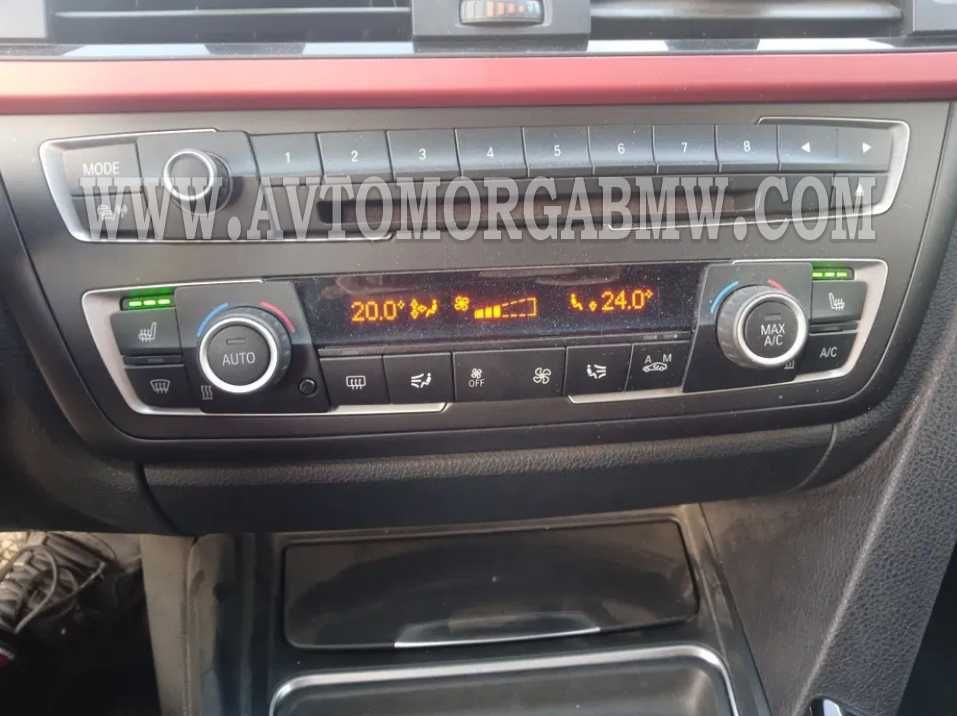 MODE 1 2 3 4 5 6 7 8
WWW.AVTOMORGABMW.COM
20.0° 24.0°
AUTO OFF A M MAX A/C A/C